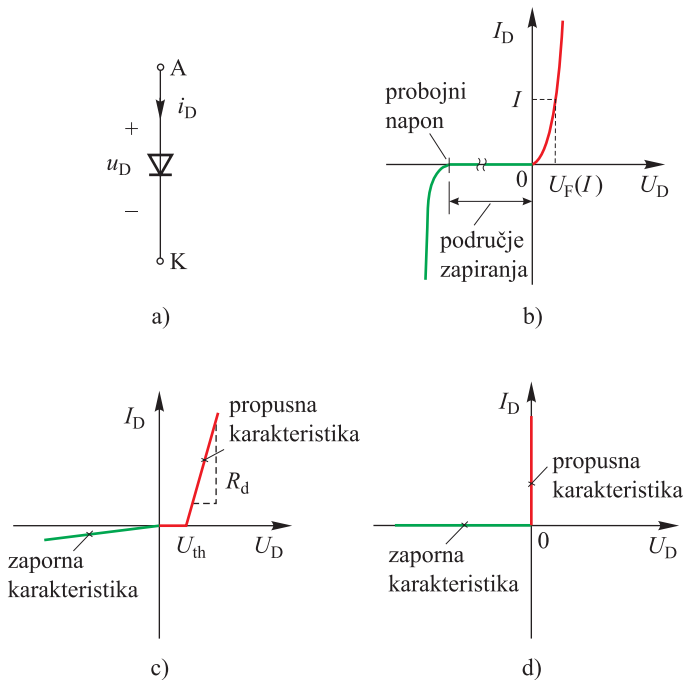 A
i_D
+
u_D
−
K
a)
I_D
probojni
napon
I
0
U_F(I)
U_D
područje
zapiranja
b)
I_D
propusna
karakteristika
R_d
U_th
U_D
zaporna
karakteristika
c)
I_D
propusna
karakteristika
0
U_D
zaporna
karakteristika
d)